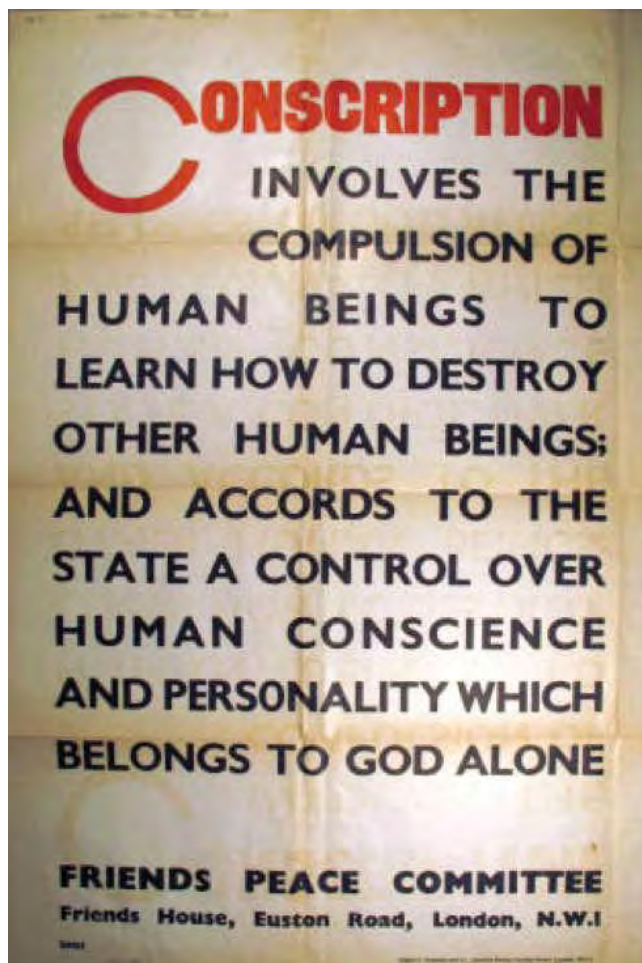 CONSCRIPTION
INVOLVES THE
COMPULSION OF
HUMAN BEINGS TO
LEARN HOW TO DESTROY
OTHER HUMAN BEINGS;
AND ACCORDS TO THE
STATE A CONTROL OVER
HUMAN CONSCIENCE
AND PERSONALITY WHICH
BELONGS TO GOD ALONE
FRIENDS PEACE COMMITTEE
Friends House, Euston Road, London, N.W.1